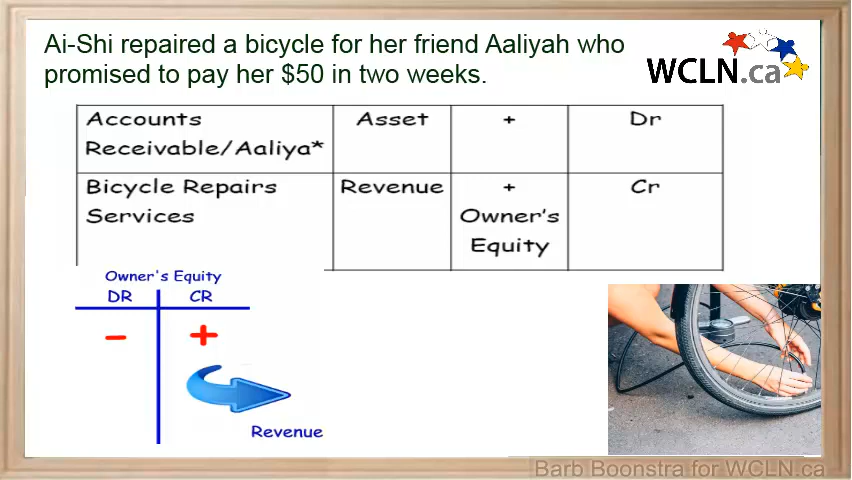 Ai-Shi repaired a bicycle for her friend Aaliyah who
promised to pay her $50 in two weeks.
WCLN.ca
Accounts Receivable/Aaliya* Asset + Dr
Bicycle Repairs Services Revenue + Owner's Equity Cr
Owner's Equity
DR CR
- +
Revenue
Barb Boonstra for WCLN.ca